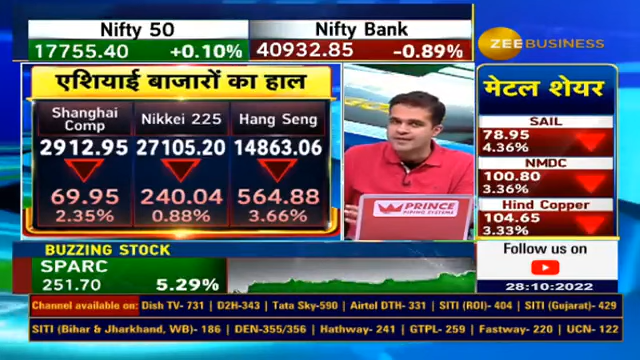 Nifty 50
17755.40 +0.10%
Nifty Bank
40932.85 -0.89%
ZEE BUSINESS
एशियाई बाजारों का हाल
Shanghai Comp
2912.95
69.95
2.35%
Nikkei 225
27105.20
240.04
0.88%
Hang Seng
14863.06
564.88
3.66%
PRINCE
PIPING SYSTEMS
मेटल शेयर
SAIL
78.95
4.36%
NMDC
100.80
3.36%
Hind Copper
104.65
3.33%
BUZZING STOCK
SPARC
251.70 5.29%
Follow us on
28:10:2022
Channel available on: Dish TV- 731 | D2H-343 | Tata Sky-590 | Airtel DTH- 331 | SITI (ROI)- 404 | SITI (Gujarat)- 429
SITI (Bihar & Jharkhand, WB)- 186 | DEN-355/356 | Hathway- 241 | GTPL- 259 | Fastway- 220 | UCN- 122